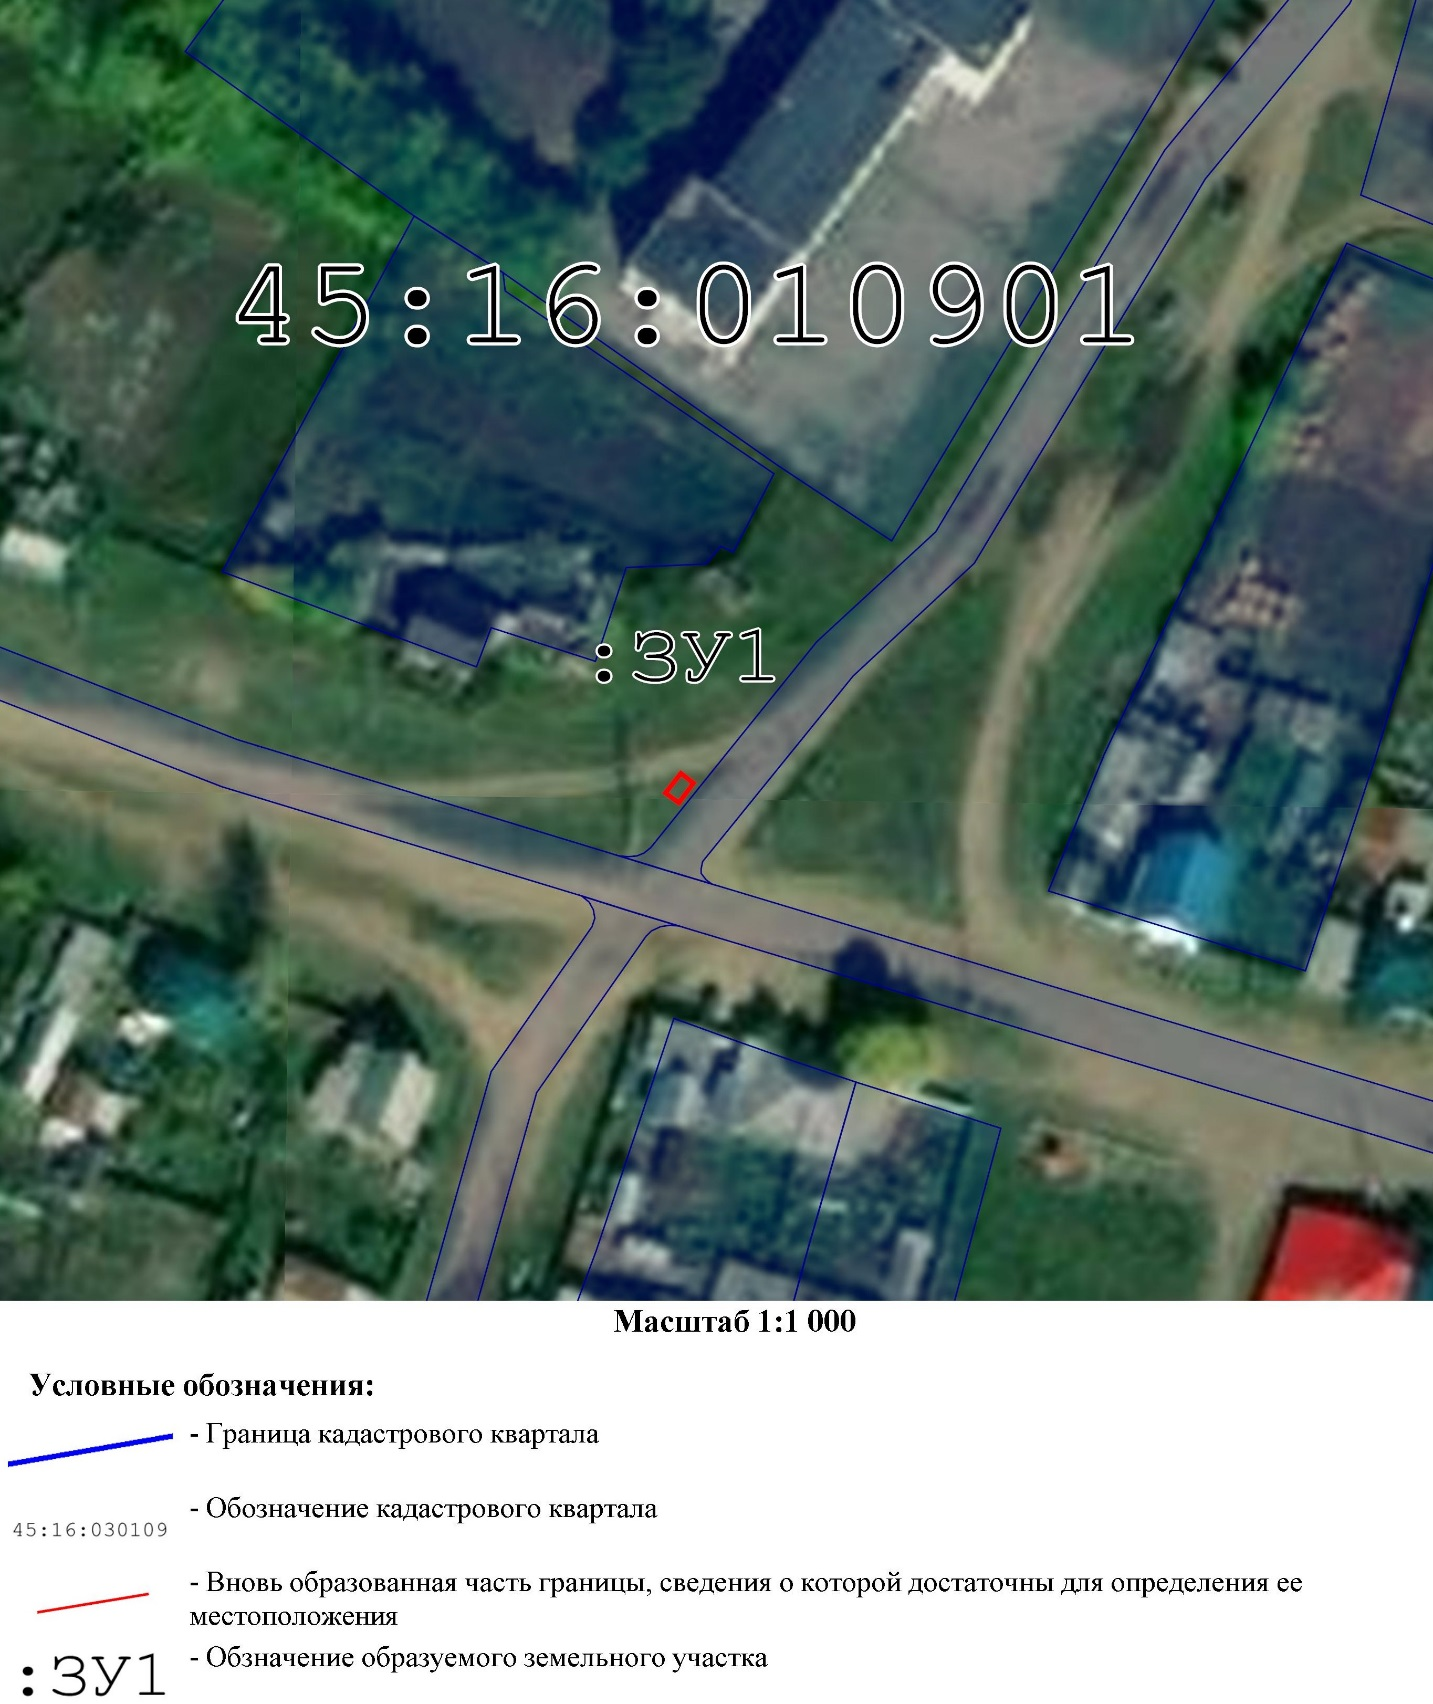 45:16:010901
:ЗУ1
Масштаб 1:1 000
Условные обозначения:
- Граница кадастрового квартала
- Обозначение кадастрового квартала
45:16:030109
- Вновь образованная часть границы, сведения о которой достаточны для определения ее
местоположения
- Обзначение образуемого земельного участка
:ЗУ1